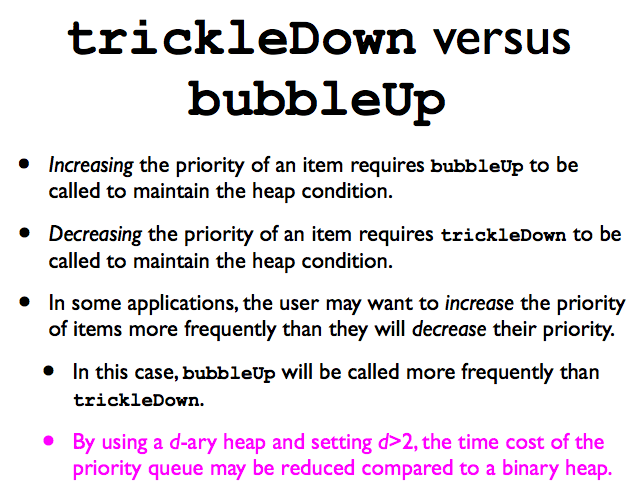 trickleDown versus
bubbleUp
• Increasing the priority of an item requires bubbleUp to be
called to maintain the heap condition.
• Decreasing the priority of an item requires trickleDown to be
called to maintain the heap condition.
• In some applications, the user may want to increase the priority
of items more frequently than they will decrease their priority.
• In this case, bubbleUp will be called more frequently than
trickleDown.
• By using a d-ary heap and setting d>2, the time cost of the
priority queue may be reduced compared to a binary heap.